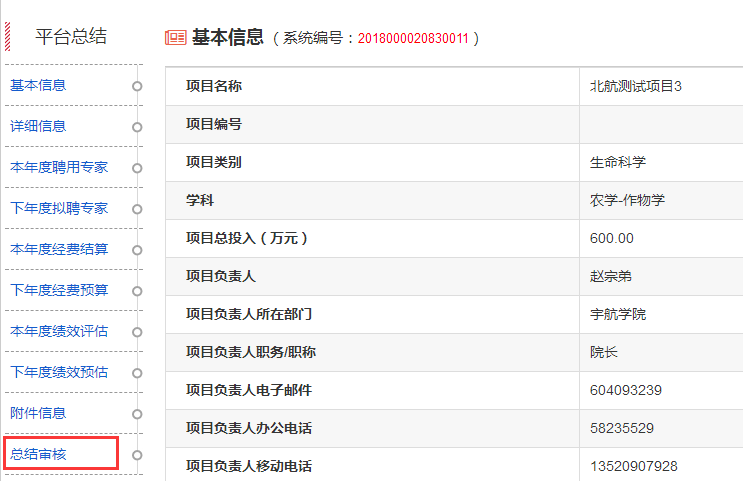 平台总结
基本信息
详细信息
本年度聘用专家
下年度拟聘专家
本年度经费结算
下年度经费预算
本年度绩效评估
下年度绩效预估
附件信息
总结审核
基本信息（系统编号：2018000020830011）
项目名称 北航测试项目3
项目编号
项目类别 生命科学
学科 农学-作物学
项目总投入（万元） 600.00
项目负责人 赵宗弟
项目负责人所在部门 宇航学院
项目负责人职务/职称 院长
项目负责人电子邮件 604093239
项目负责人办公电话 58235529
项目负责人移动电话 13520907928